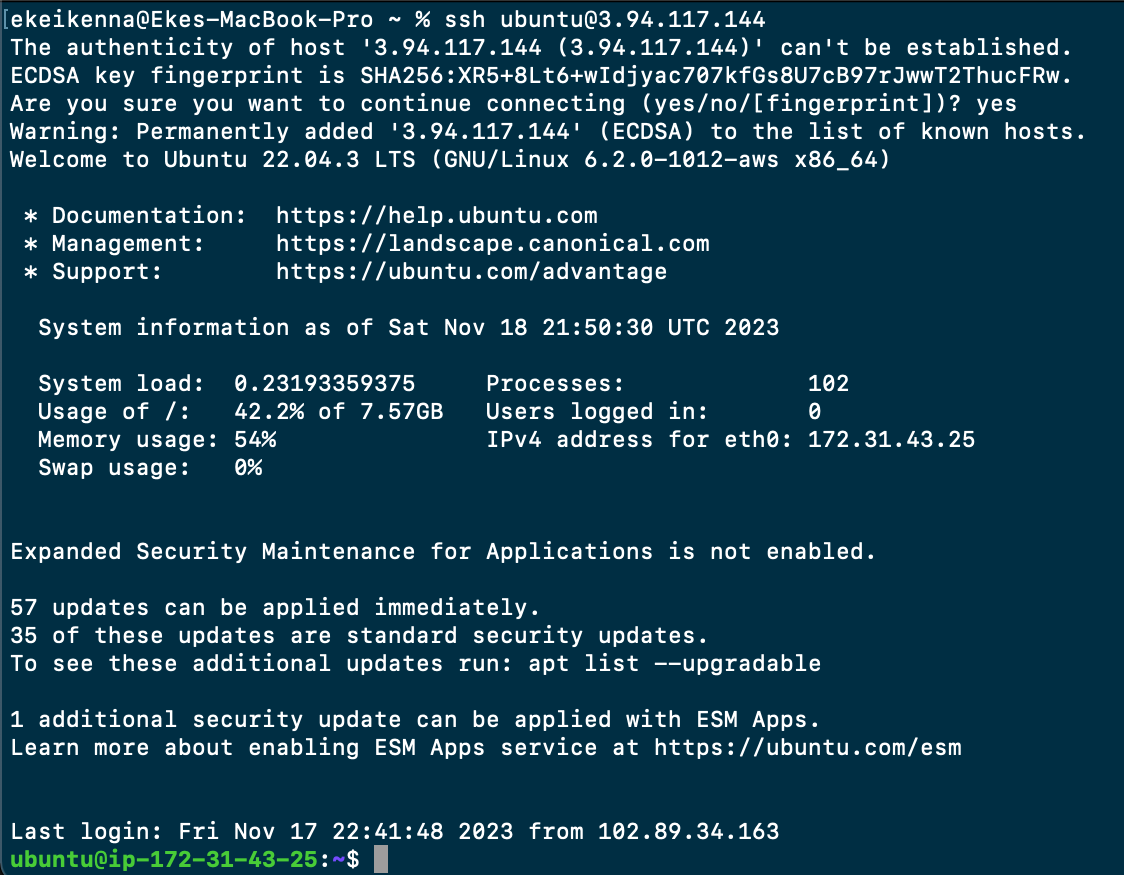 [ekeikenna@Ekes-MacBook-Pro ~ % ssh ubuntu@3.94.117.144
The authenticity of host '3.94.117.144 (3.94.117.144)' can't be established.
ECDSA key fingerprint is SHA256:XR5+8Lt6+wIdjyac707kfGs8U7cB97rJwwT2ThucFRw.
Are you sure you want to continue connecting (yes/no/[fingerprint])? yes
Warning: Permanently added '3.94.117.144' (ECDSA) to the list of known hosts.
Welcome to Ubuntu 22.04.3 LTS (GNU/Linux 6.2.0-1012-aws x86_64)
* Documentation:  https://help.ubuntu.com
* Management:     https://landscape.canonical.com
* Support:        https://ubuntu.com/advantage
System information as of Sat Nov 18 21:50:30 UTC 2023
System load:  0.23193359375     Processes:             102
Usage of /:   42.2% of 7.57GB   Users logged in:       0
Memory usage: 54%               IPv4 address for eth0: 172.31.43.25
Swap usage:   0%
Expanded Security Maintenance for Applications is not enabled.
57 updates can be applied immediately.
35 of these updates are standard security updates.
To see these additional updates run: apt list --upgradable
1 additional security update can be applied with ESM Apps.
Learn more about enabling ESM Apps service at https://ubuntu.com/esm
Last login: Fri Nov 17 22:41:48 2023 from 102.89.34.163
ubuntu@ip-172-31-43-25:~$